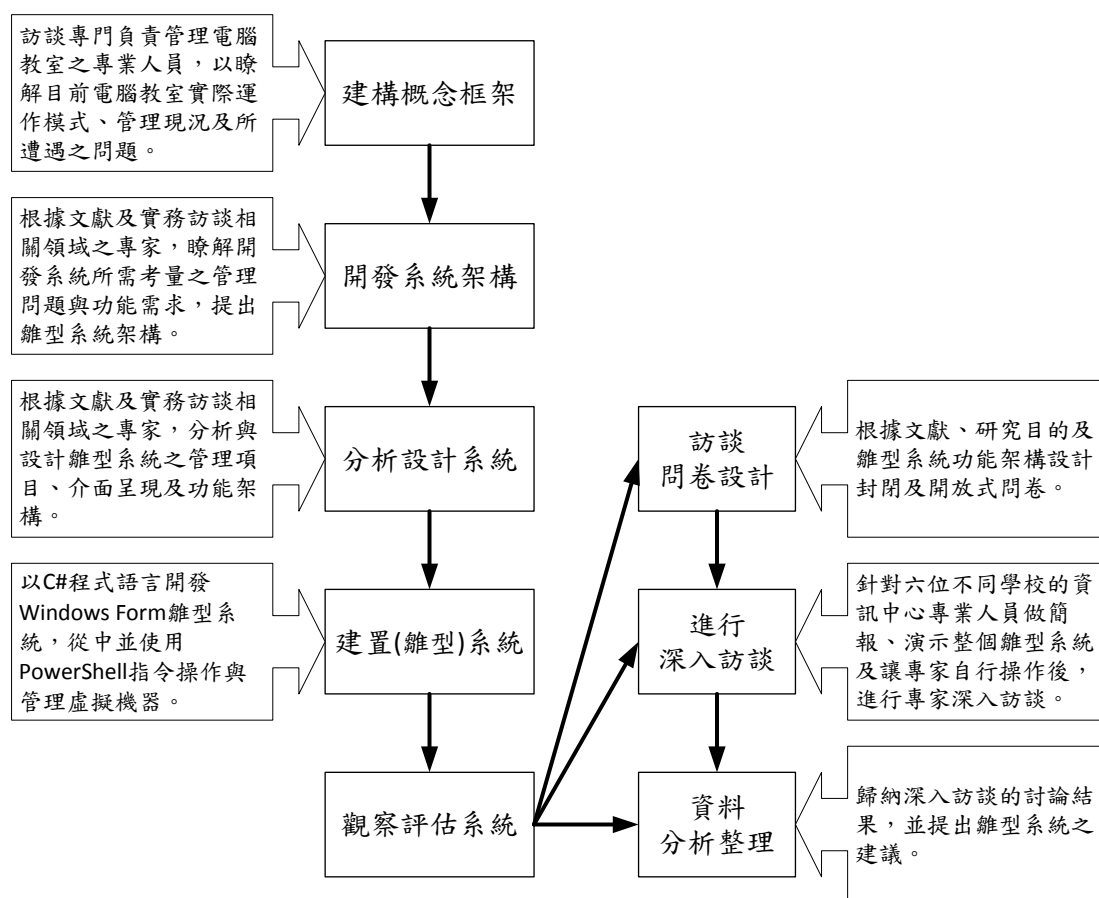 訪談專門負責管理電腦
教室之專業人員，以瞭
解目前電腦教室實際運
作模式、管理現況及所
遭遇之問題。
建構概念框架
根據文獻及實務訪談相
關領域之專家，瞭解開
發系統所需考量之管理
問題與功能需求，提出
雛型系統架構。
開發系統架構
根據文獻及實務訪談相
關領域之專家，分析與
設計雛型系統之管理項
目、介面呈現及功能架
構。
分析設計系統
訪談
問卷設計
根據文獻、研究目的及
雛型系統功能架構設計
封閉及開放式問卷。
以C#程式語言開發
Windows Form雛型系
統，從中並使用
PowerShell指令操作與
管理虛擬機器。
建置(雛型)系統
進行
深入訪談
針對六位不同學校的資
訊中心專業人員做簡
報、演示整個雛型系統
及讓專家自行操作後，
進行專家深入訪談。
觀察評估系統
資料
分析整理
歸納深入訪談的討論結
果，並提出雛型系統之
建議。